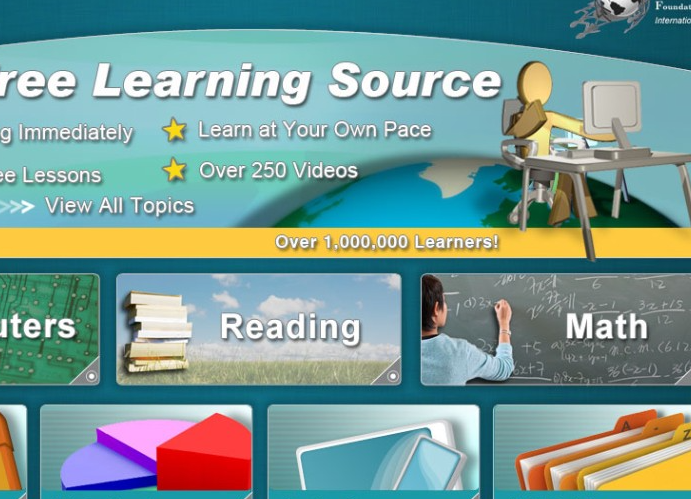 Foundat
Internatio
ree Learning Source
g Immediately
Learn at Your Own Pace
ee Lessons
Over 250 Videos
>>> View All Topics
Over 1,000,000 Learners!
uters
Reading
Math
A
Z